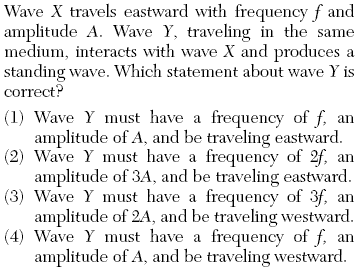 Wave X travels eastward with frequency f and
amplitude A. Wave Y, traveling in the same
medium, interacts with wave X and produces a
standing wave. Which statement about wave Y is
correct?
(1) Wave Y must have a frequency of f, an
amplitude of A, and be traveling eastward.
(2) Wave Y must have a frequency of 2f, an
amplitude of 3A, and be traveling eastward.
(3) Wave Y must have a frequency of 3f, an
amplitude of 2A, and be traveling westward.
(4) Wave Y must have a frequency of f, an
amplitude of A, and be traveling westward.